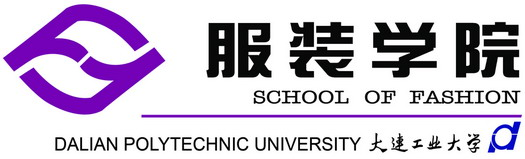 服装学院
SCHOOL OF FASHION
DALIAN POLYTECHNIC UNIVERSITY 大连工业大学